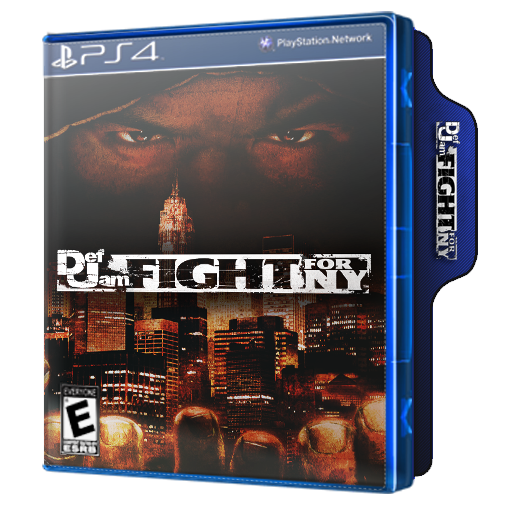 PS4
PlayStation.Network
Def Jam FIGHT FOR NY
EVERYONE
E
ESRB
Def Jam FIGHT FOR NY